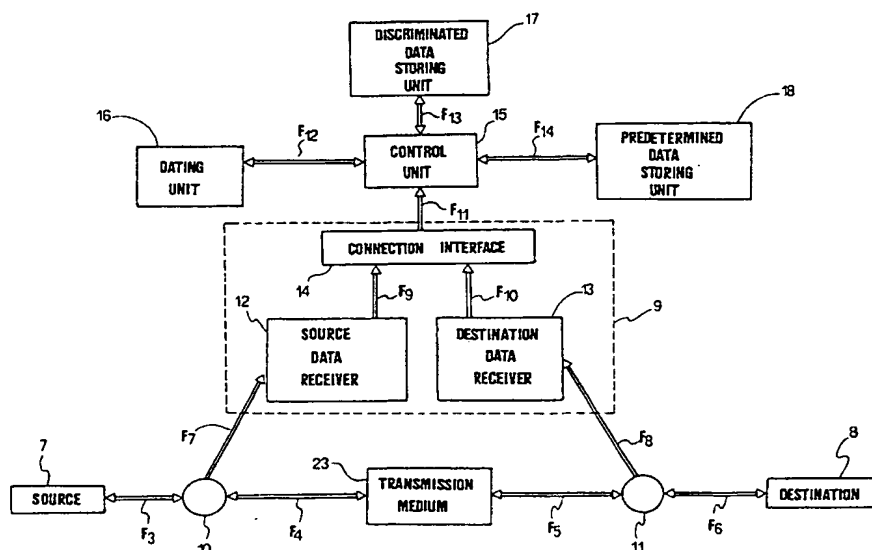 17
DISCRIMINATED
DATA
STORING
UNIT
16
F12
F13
15
F14
18
DATING
UNIT
CONTROL
UNIT
PREDETERMINED
DATA
STORING
UNIT
F11
CONNECTION INTERFACE
14
F9
F10
13
12
9
SOURCE
DATA
RECEIVER
DESTINATION
DATA
RECEIVER
F7
F8
7
23
8
SOURCE
TRANSMISSION
MEDIUM
DESTINATION
F3
F4
F5
F6
10
11